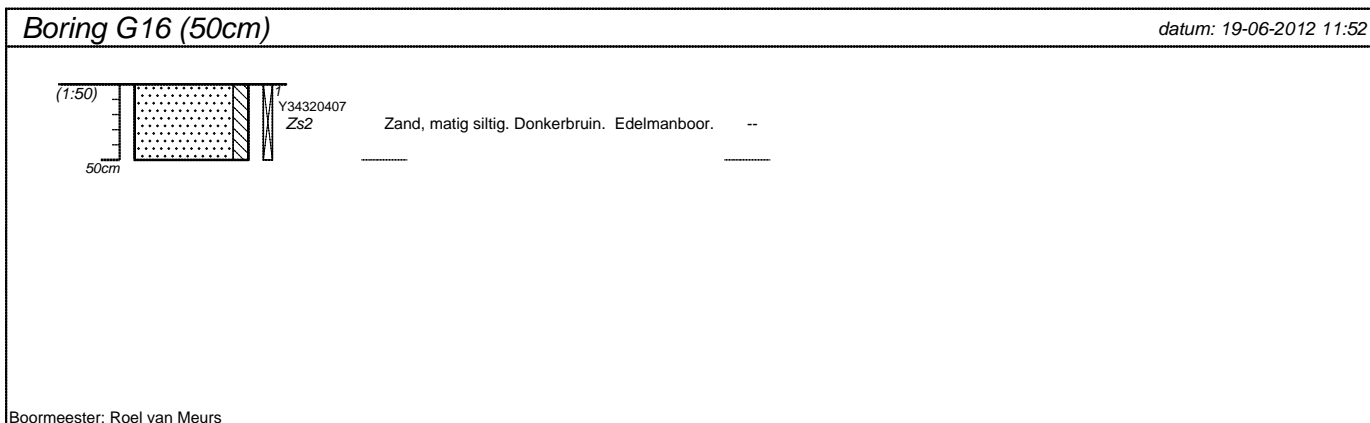 Boring G16 (50cm)
datum: 19-06-2012 11:52
(1:50)
1
Y34320407
Zs2
Zand, matig siltig. Donkerbruin. Edelmanboor.
--
50cm
Boormeester: Roel van Meurs